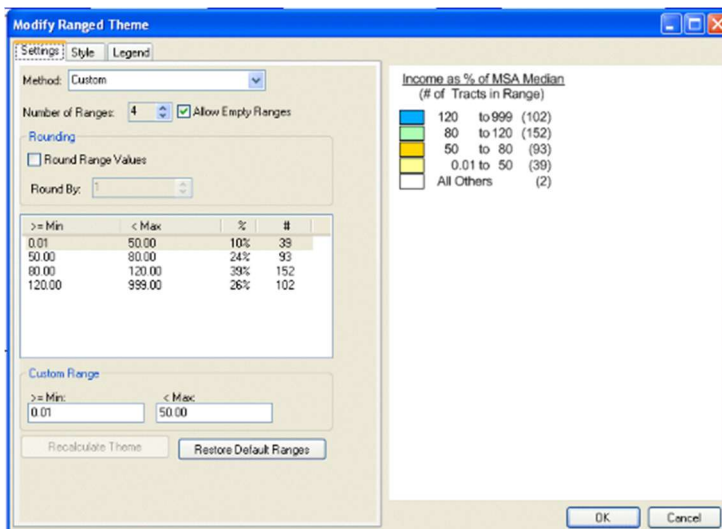 Modify Ranged Theme
Settings Style Legend
Method: Custom
Number of Ranges: 4 Allow Empty Ranges
Rounding
Round Range Values
Round By: 1
>= Min < Max % #
0.01 50.00 10% 39
50.00 80.00 24% 93
80.00 120.00 39% 152
120.00 999.00 26% 102
Custom Range
>= Min: < Max:
0.01 50.00
Recalculate Theme Restore Default Ranges
Income as % of MSA Median
(# of Tracts in Range)
120 to 999 (102)
80 to 120 (152)
50 to 80 (93)
0.01 to 50 (39)
All Others (2)
OK Cancel